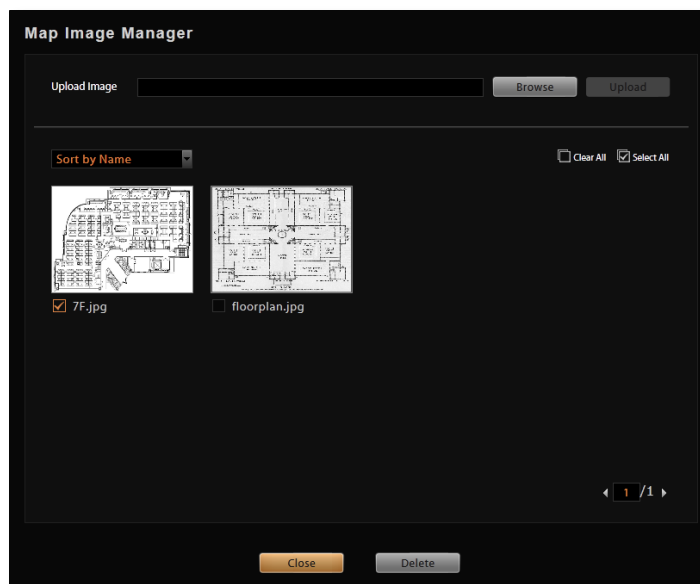 Map Image Manager
Upload Image
Browse
Upload
Sort by Name
Clear All
Select All
7F.jpg
floorplan.jpg
1 /1
Close
Delete